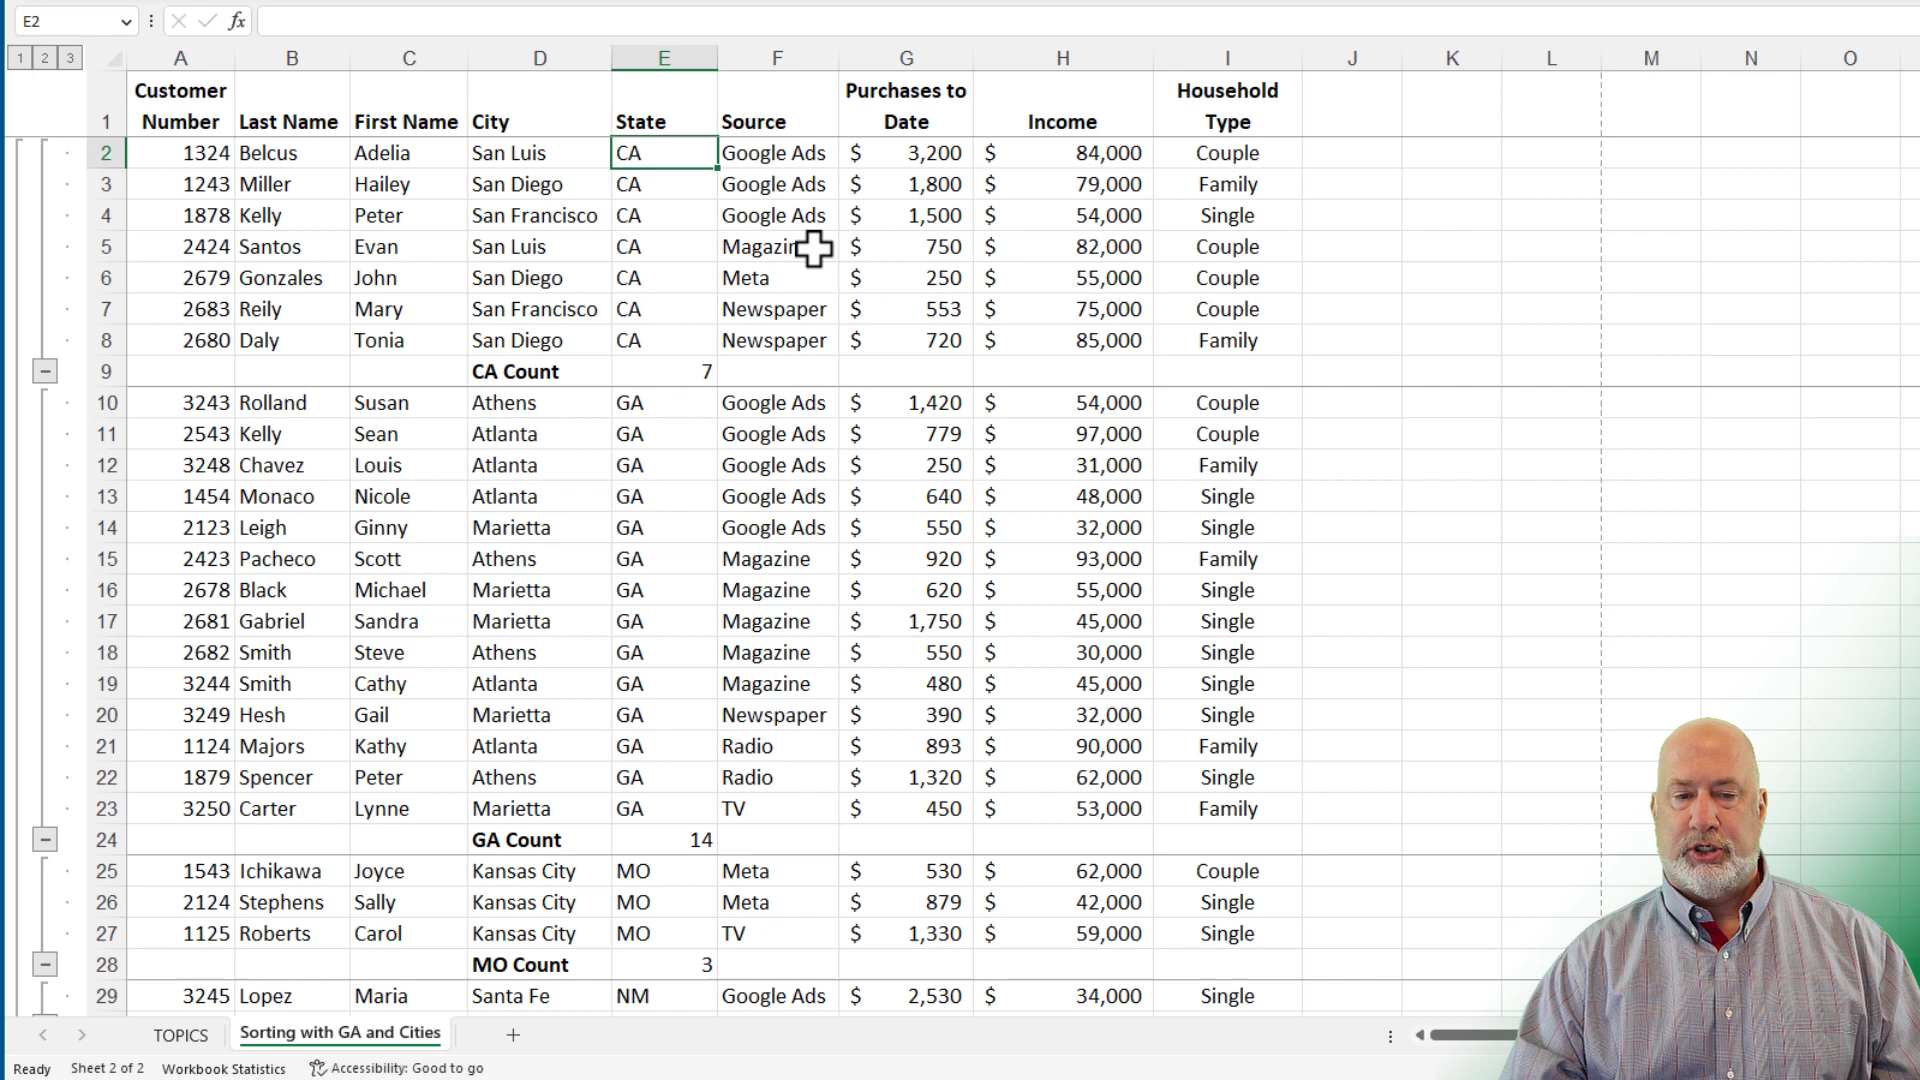 E2
fx
1 2 3
A B C D E F G H I J K L M N O
Customer Purchases to Household
1 Number Last Name First Name City State Source Date Income Type
2 1324 Belcus Adelia San Luis CA Google Ads $ 3,200 $ 84,000 Couple
3 1243 Miller Hailey San Diego CA Google Ads $ 1,800 $ 79,000 Family
4 1878 Kelly Peter San Francisco CA Google Ads $ 1,500 $ 54,000 Single
5 2424 Santos Evan San Luis CA Magazin $ 750 $ 82,000 Couple
6 2679 Gonzales John San Diego CA Meta $ 250 $ 55,000 Couple
7 2683 Reily Mary San Francisco CA Newspaper $ 553 $ 75,000 Couple
8 2680 Daly Tonia San Diego CA Newspaper $ 720 $ 85,000 Family
9 CA Count 7
10 3243 Rolland Susan Athens GA Google Ads $ 1,420 $ 54,000 Couple
11 2543 Kelly Sean Atlanta GA Google Ads $ 779 $ 97,000 Couple
12 3248 Chavez Louis Atlanta GA Google Ads $ 250 $ 31,000 Family
13 1454 Monaco Nicole Atlanta GA Google Ads $ 640 $ 48,000 Single
14 2123 Leigh Ginny Marietta GA Google Ads $ 550 $ 32,000 Single
15 2423 Pacheco Scott Athens GA Magazine $ 920 $ 93,000 Family
16 2678 Black Michael Marietta GA Magazine $ 620 $ 55,000 Single
17 2681 Gabriel Sandra Marietta GA Magazine $ 1,750 $ 45,000 Single
18 2682 Smith Steve Athens GA Magazine $ 550 $ 30,000 Single
19 3244 Smith Cathy Atlanta GA Magazine $ 480 $ 45,000 Single
20 3249 Hesh Gail Marietta GA Newspaper $ 390 $ 32,000 Single
21 1124 Majors Kathy Atlanta GA Radio $ 893 $ 90,000 Family
22 1879 Spencer Peter Athens GA Radio $ 1,320 $ 62,000 Single
23 3250 Carter Lynne Marietta GA TV $ 450 $ 53,000 Family
24 GA Count 14
25 1543 Ichikawa Joyce Kansas City MO Meta $ 530 $ 62,000 Couple
26 2124 Stephens Sally Kansas City MO Meta $ 879 $ 42,000 Single
27 1125 Roberts Carol Kansas City MO TV $ 1,330 $ 59,000 Single
28 MO Count 3
29 3245 Lopez Maria Santa Fe NM Google Ads $ 2,530 $ 34,000 Single
TOPICS Sorting with GA and Cities
Ready Sheet 2 of 2 Workbook Statistics Accessibility: Good to go